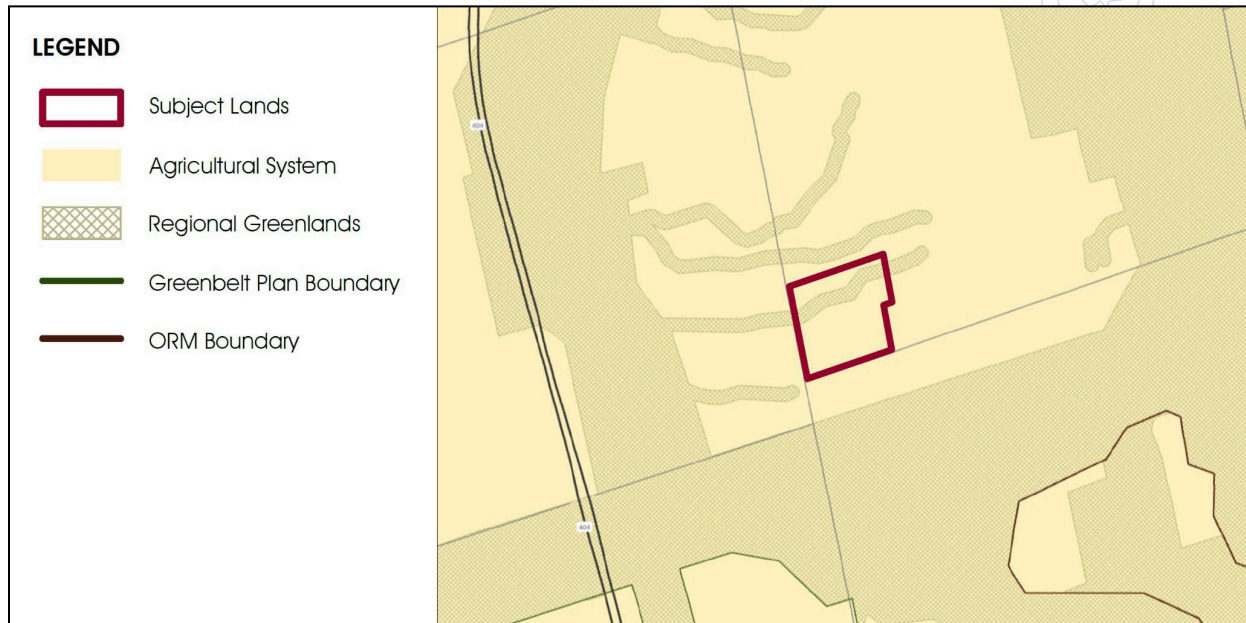 LEGEND
Subject Lands
Agricultural System
Regional Greenlands
Greenbelt Plan Boundary
ORM Boundary
404
404